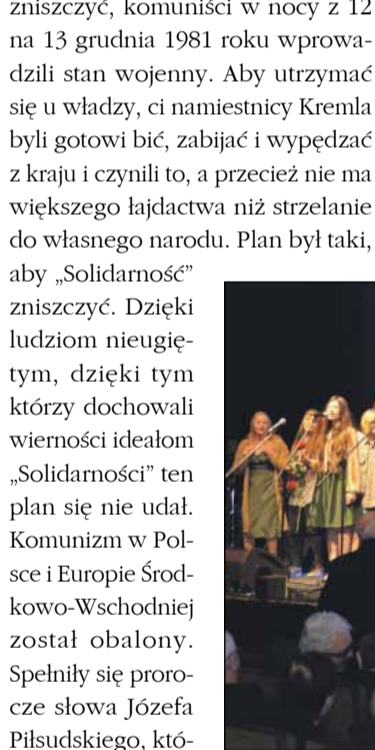 zniszczyć, komuniści w nocy z 12
na 13 grudnia 1981 roku wprowa-
dzili stan wojenny. Aby utrzymać
się u władzy, ci namiestnicy Kremla
byli gotowi bić, zabijać i wypędzać
z kraju i czynili to, a przecież nie ma
większego łajdactwa niż strzelanie
do własnego narodu. Plan był taki,
aby „Solidarność”
zniszczyć. Dzięki
ludziom nieugię-
tym, dzięki tym
którzy dochowali
wierności ideałom
„Solidarności” ten
plan się nie udał.
Komunizm w Pol-
sce i Europie Środ-
kowo-Wschodniej
został obalony.
Spełniły się proro-
cze słowa Józefa
Piłsudskiego, któ-